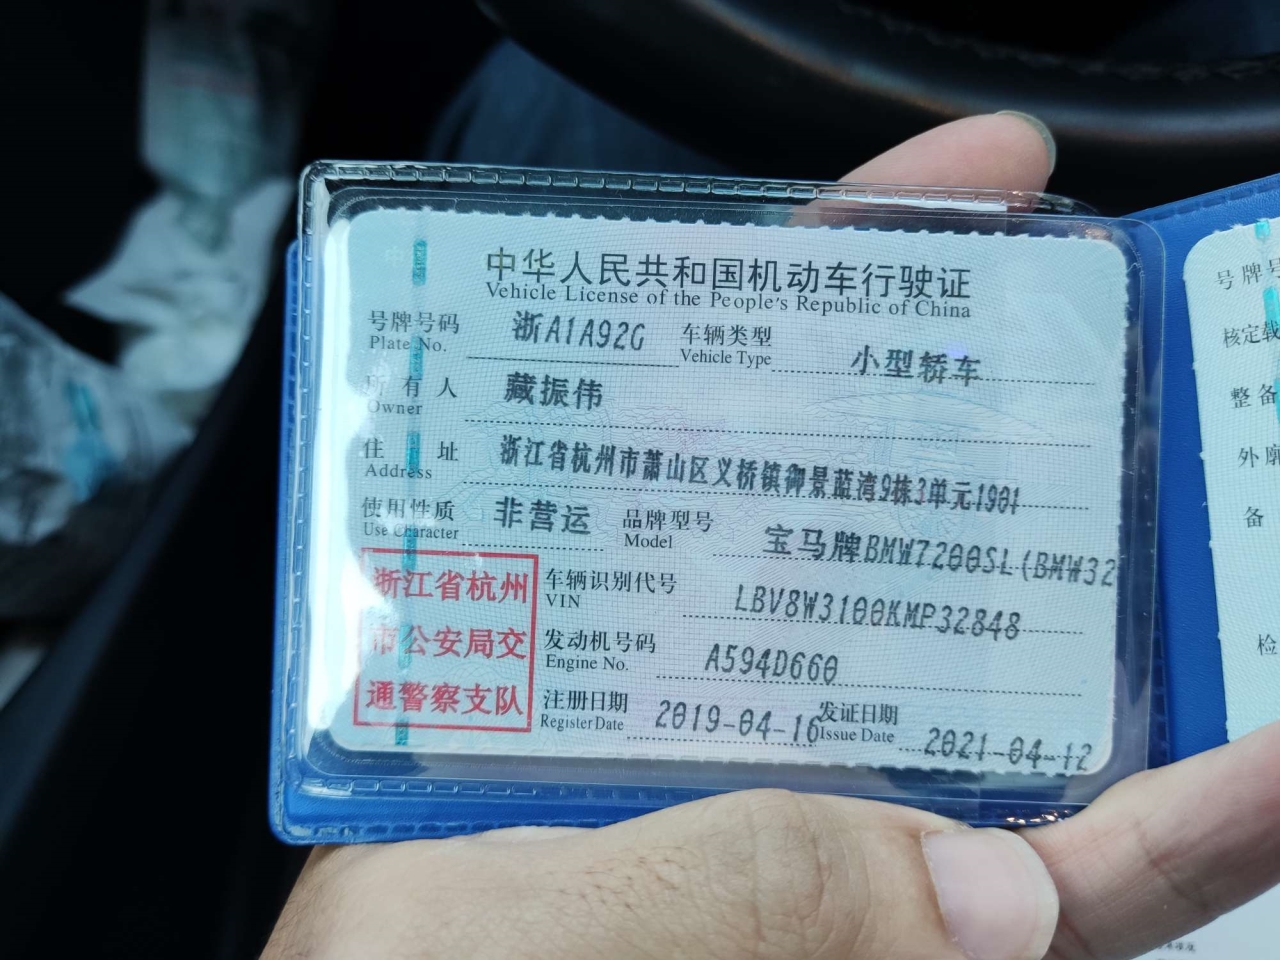 中华人民共和国机动车行驶证
Vehicle License of the People's Republic of China
号牌号码 浙A1A92G 车辆类型 小型轿车
Plate No. Vehicle Type
所有人 藏振伟
Owner
住址 浙江省杭州市萧山区义桥镇御景蓝湾9栋3单元1901
Address
使用性质 非营运 品牌型号 宝马牌BMW7200SL(BMW32
Use Character Model
浙江省杭州
市公安局交
通警察支队
车辆识别代号 LBV8W3100KMP32848
VIN
发动机号码 A594D660
Engine No.
注册日期 2019-04-16 发证日期 2021-04-12
Register Date Issue Date
号牌号
核定载
整备
外廓
备
检